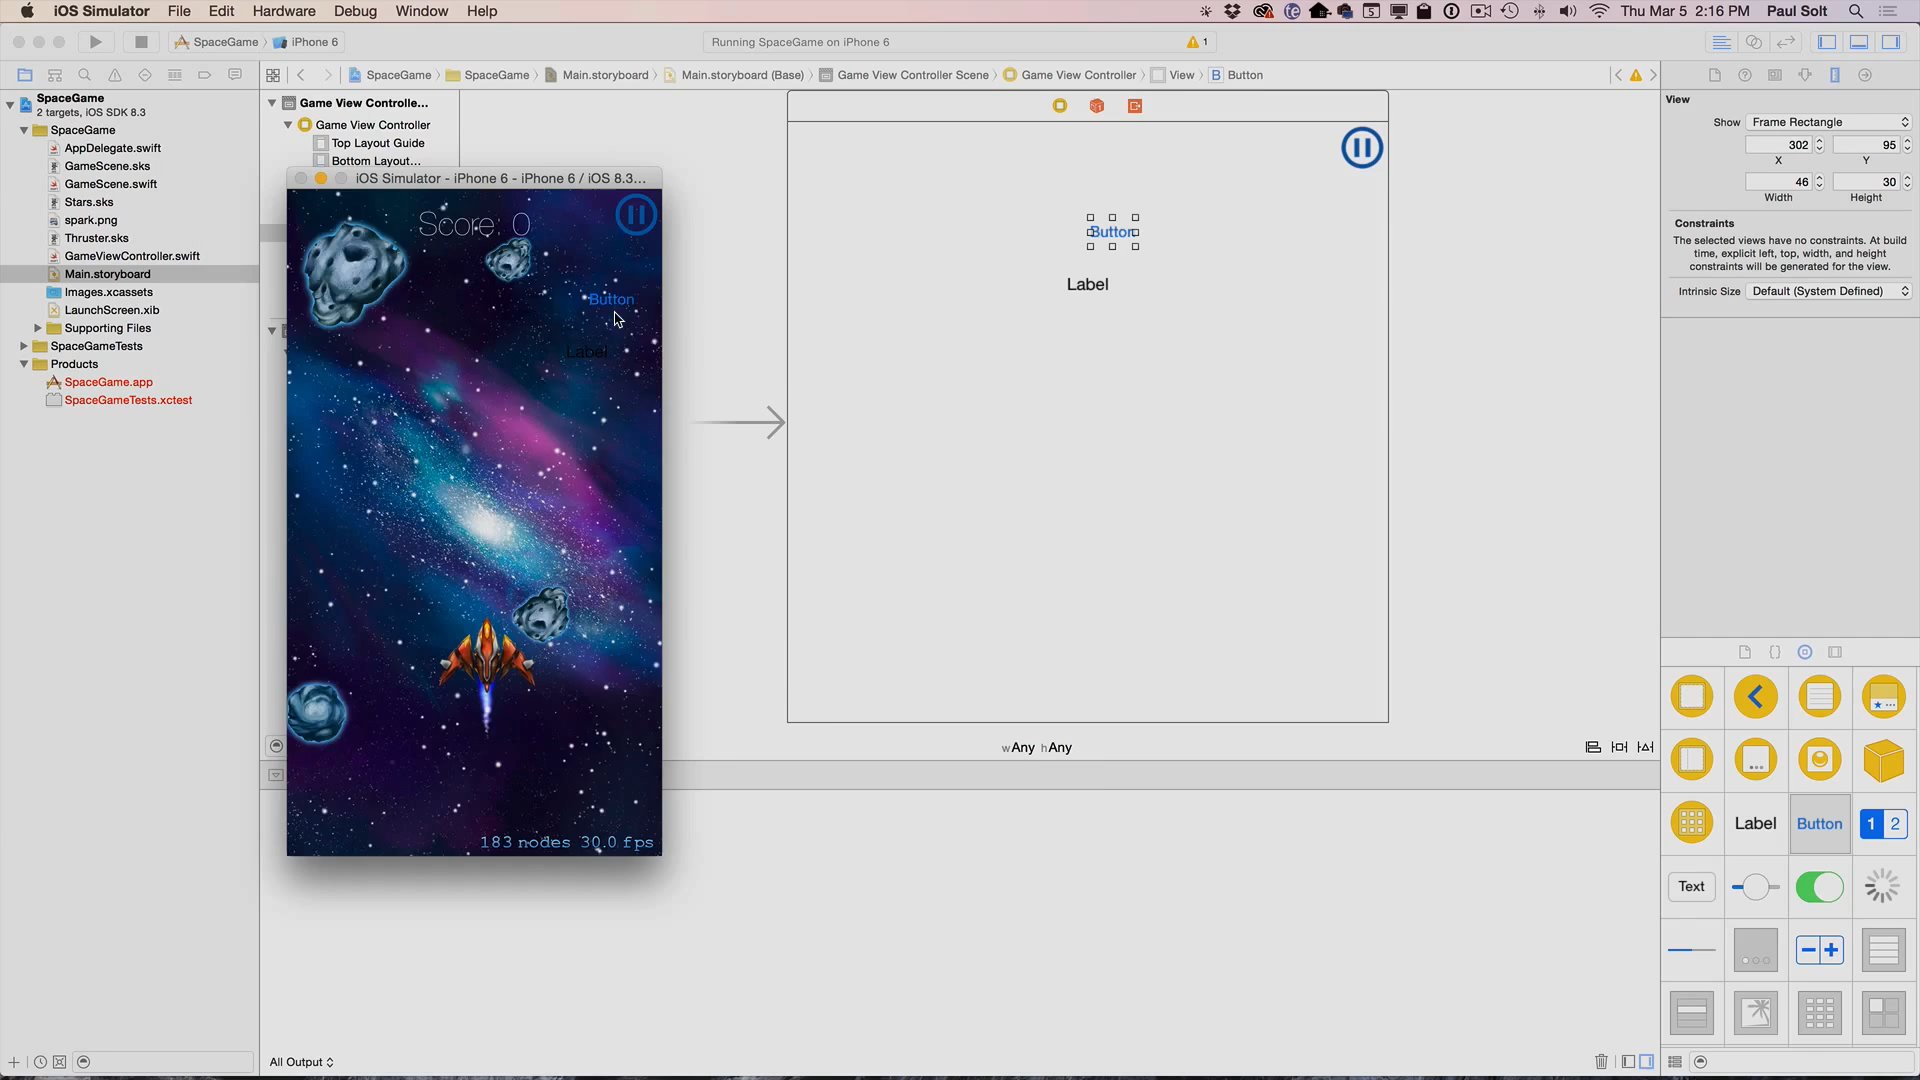 iOS Simulator File Edit Hardware Debug Window Help
5 Thu Mar 5 2:16 PM Paul Solt
SpaceGame iPhone 6
Running SpaceGame on iPhone 6
1
SpaceGame SpaceGame Main.storyboard Main.storyboard (Base) Game View Controller Scene Game View Controller View B Button
SpaceGame
2 targets, iOS SDK 8.3
SpaceGame
AppDelegate.swift
GameScene.sks
GameScene.swift
Stars.sks
spark.png
Thruster.sks
GameViewController.swift
Main.storyboard
Images.xcassets
LaunchScreen.xib
Supporting Files
SpaceGameTests
Products
SpaceGame.app
SpaceGameTests.xctest
Game View Controlle...
Game View Controller
Top Layout Guide
Bottom Layout...
iOS Simulator - iPhone 6 - iPhone 6 / iOS 8.3...
Score: 0
Button
Label
183 nodes 30.0 fps
Button
Label
wAny hAny
View
Show Frame Rectangle
302 95
X Y
46 30
Width Height
Constraints
The selected views have no constraints. At build
time, explicit left, top, width, and height
constraints will be generated for the view.
Intrinsic Size Default (System Defined)
Label Button 1 2
Text
All Output